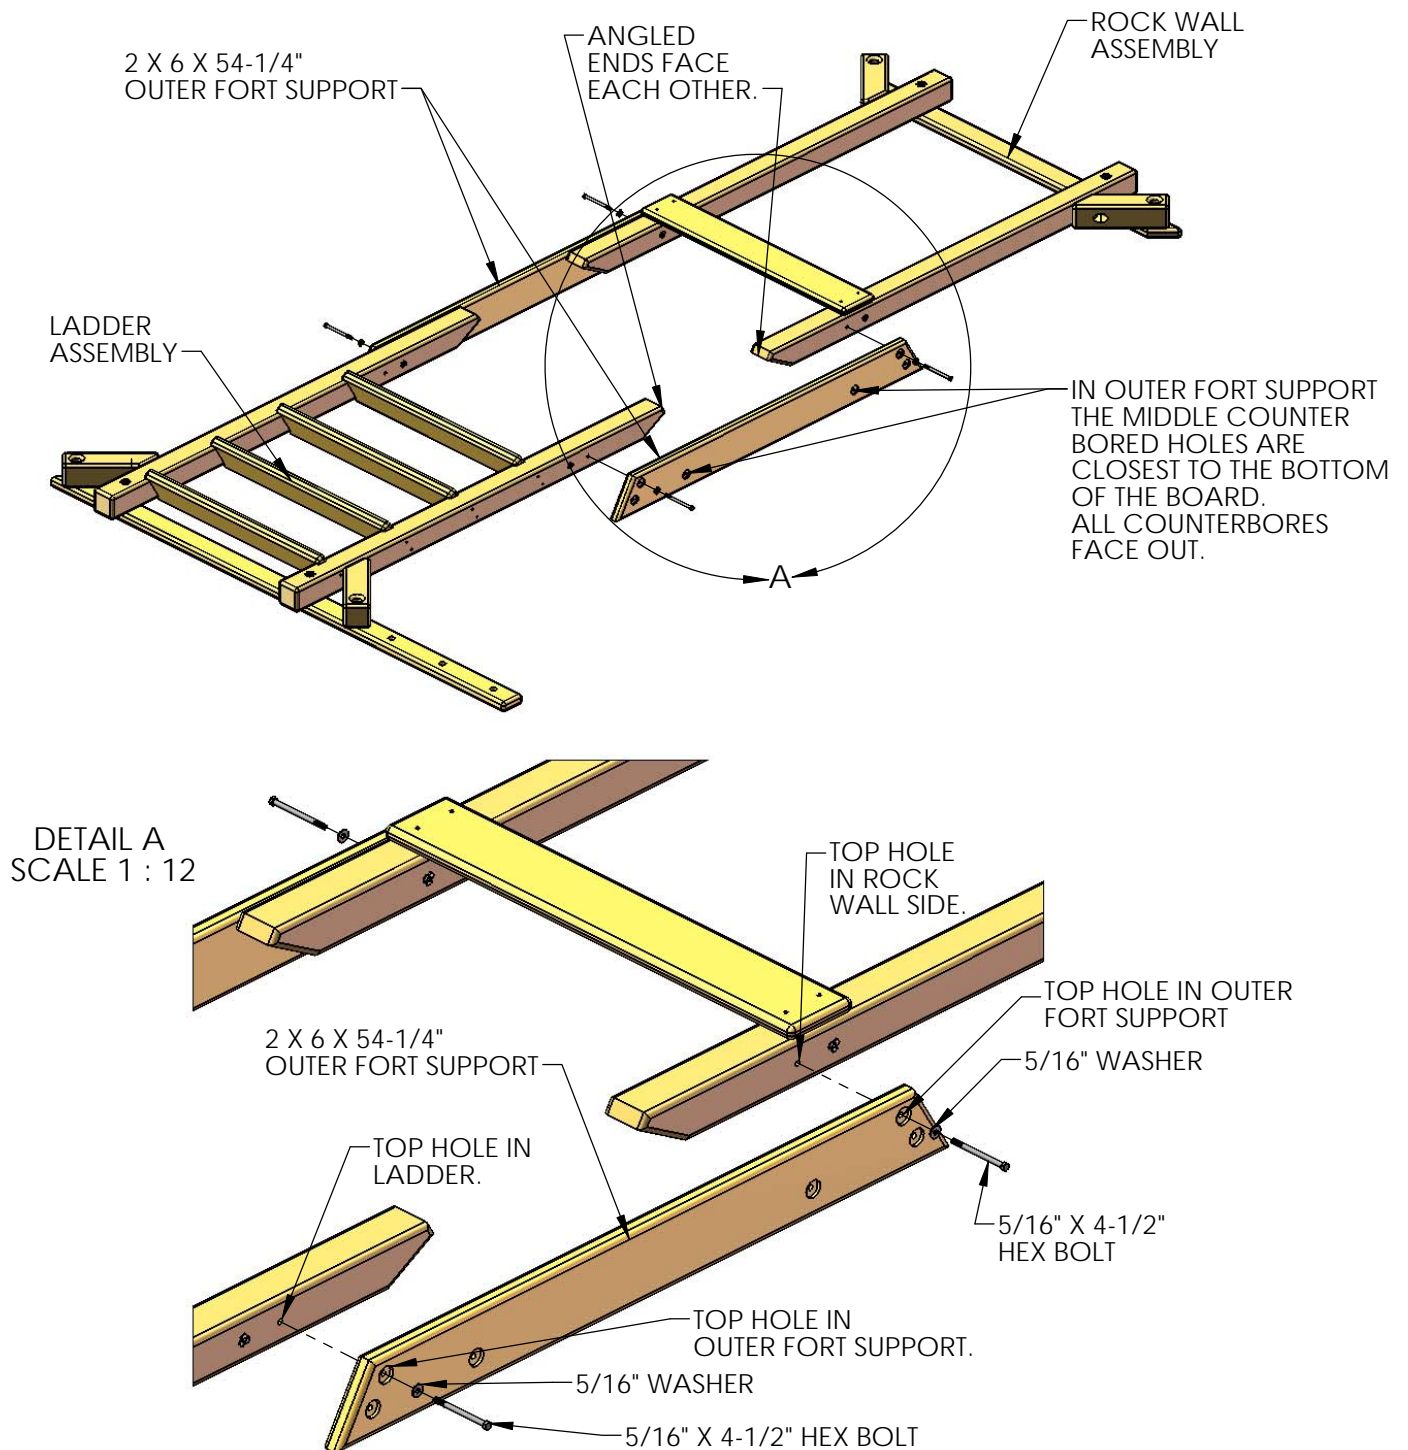 2 X 6 X 54-1/4"
OUTER FORT SUPPORT
ANGLED
ENDS FACE
EACH OTHER.
ROCK WALL
ASSEMBLY
LADDER
ASSEMBLY
IN OUTER FORT SUPPORT
THE MIDDLE COUNTER
BORED HOLES ARE
CLOSEST TO THE BOTTOM
OF THE BOARD.
ALL COUNTERBORES
FACE OUT.
A
DETAIL A
SCALE 1 : 12
TOP HOLE
IN ROCK
WALL SIDE.
TOP HOLE IN OUTER
FORT SUPPORT
5/16" WASHER
2 X 6 X 54-1/4"
OUTER FORT SUPPORT
TOP HOLE IN
LADDER.
5/16" X 4-1/2"
HEX BOLT
TOP HOLE IN
OUTER FORT SUPPORT.
5/16" WASHER
5/16" X 4-1/2" HEX BOLT